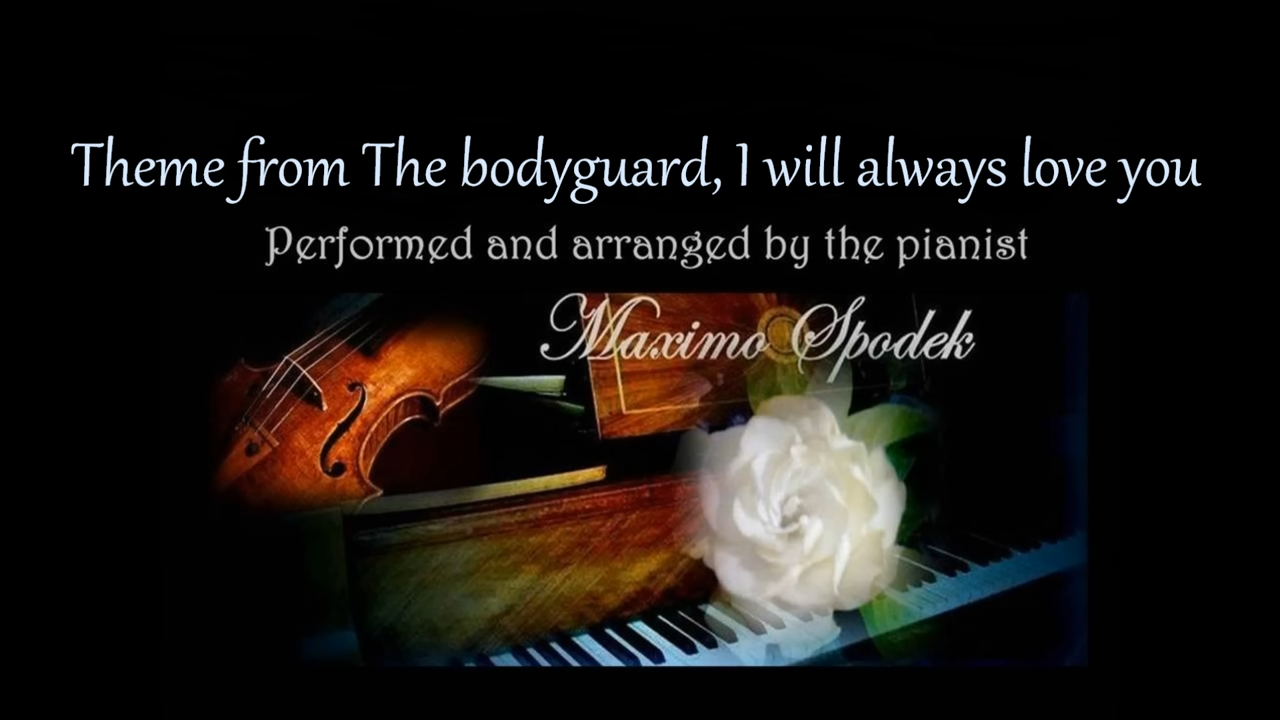 Theme from The bodyguard, I will always love you
Performed and arranged by the pianist
Maximo Spodek